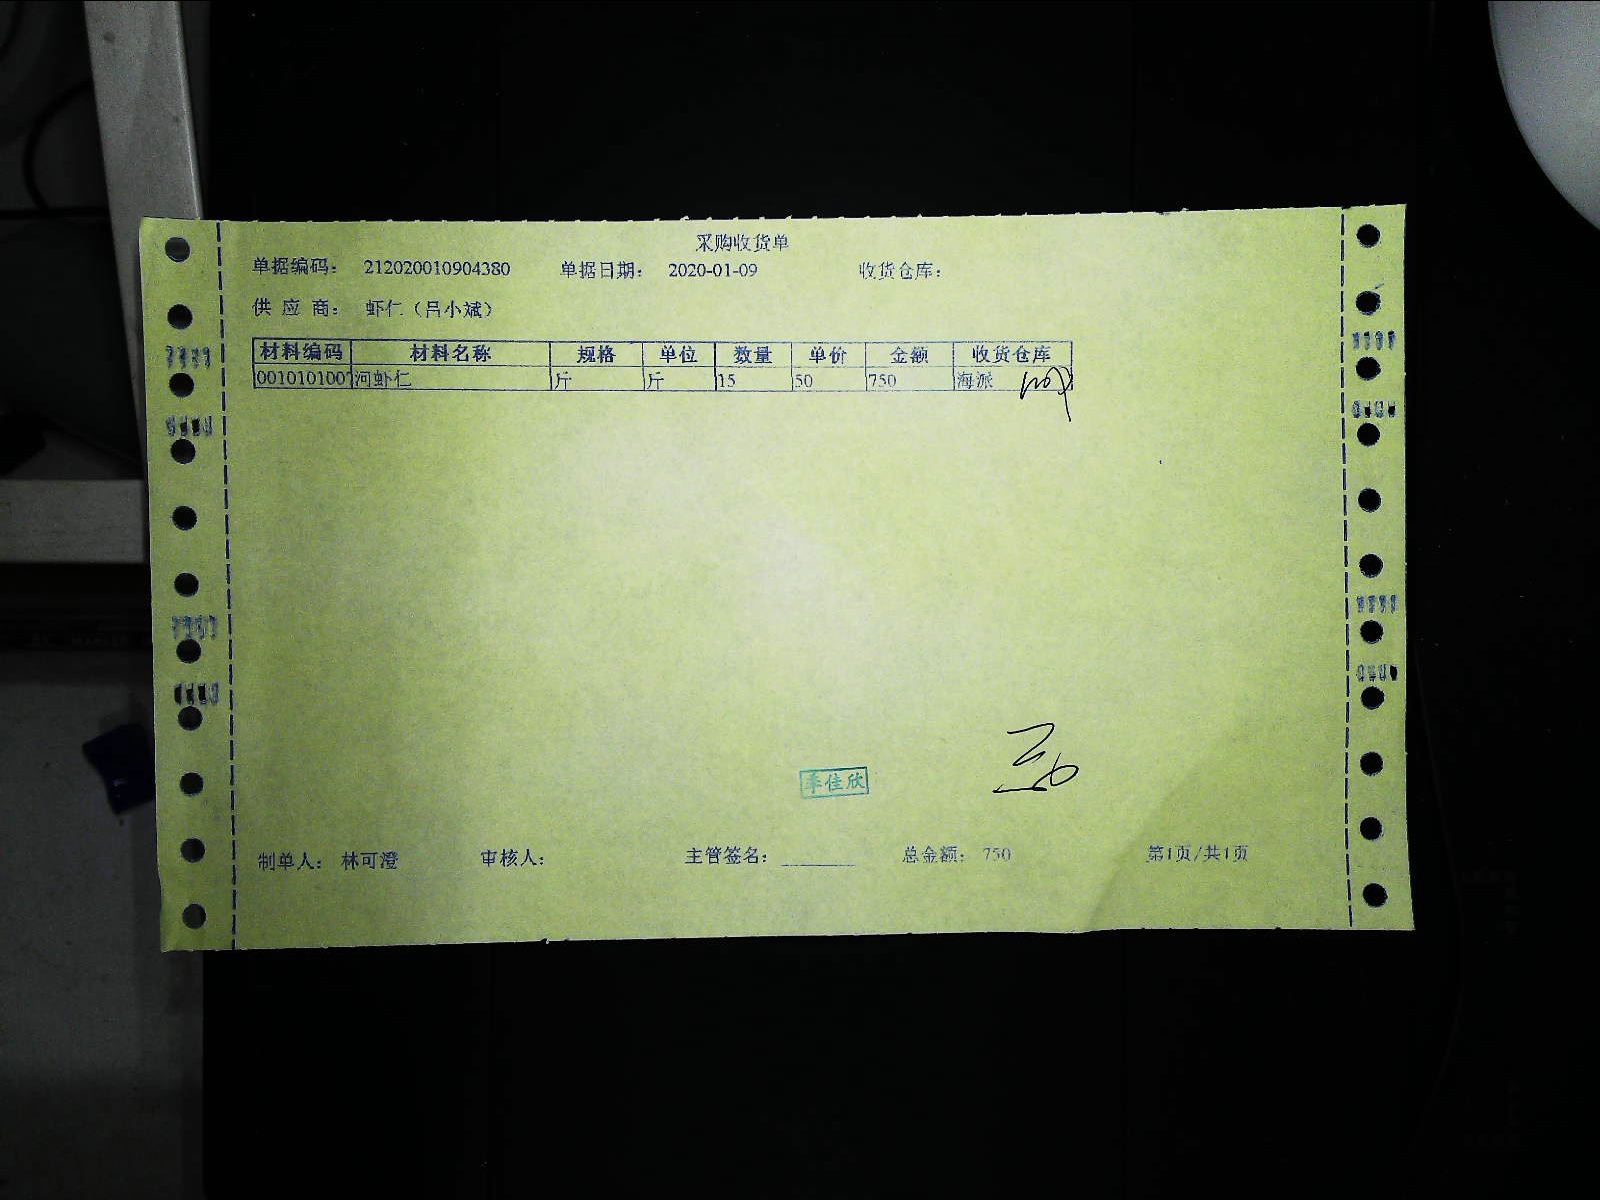 采购收货单
单据编码： 212020010904380 单据日期： 2020-01-09 收货仓库：
供 应 商： 虾仁（吕小斌）
材料编码 材料名称 规格 单位 数量 单价 金额 收货仓库
0010101007 河虾仁 斤 斤 15 50 750 海派
季佳欣
制单人： 林可澄 审核人： 主管签名： 总金额： 750 第1页/共1页